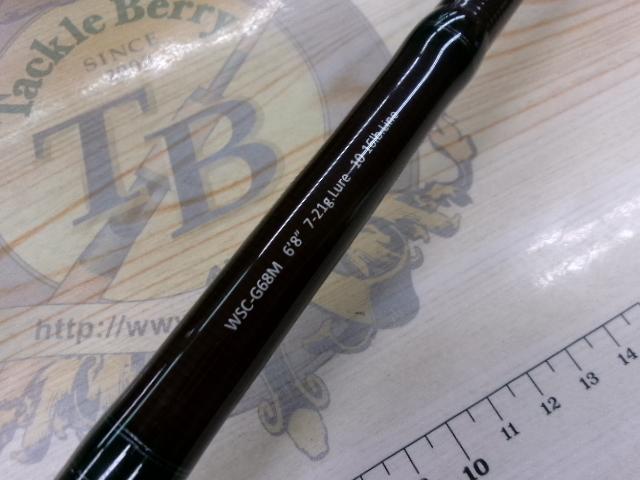 Tackle Berry
SINCE
TB
http://www
WSC-G68M 6'8" 7-21g.Lure 10-16lb.Line
10 11 12 13 14